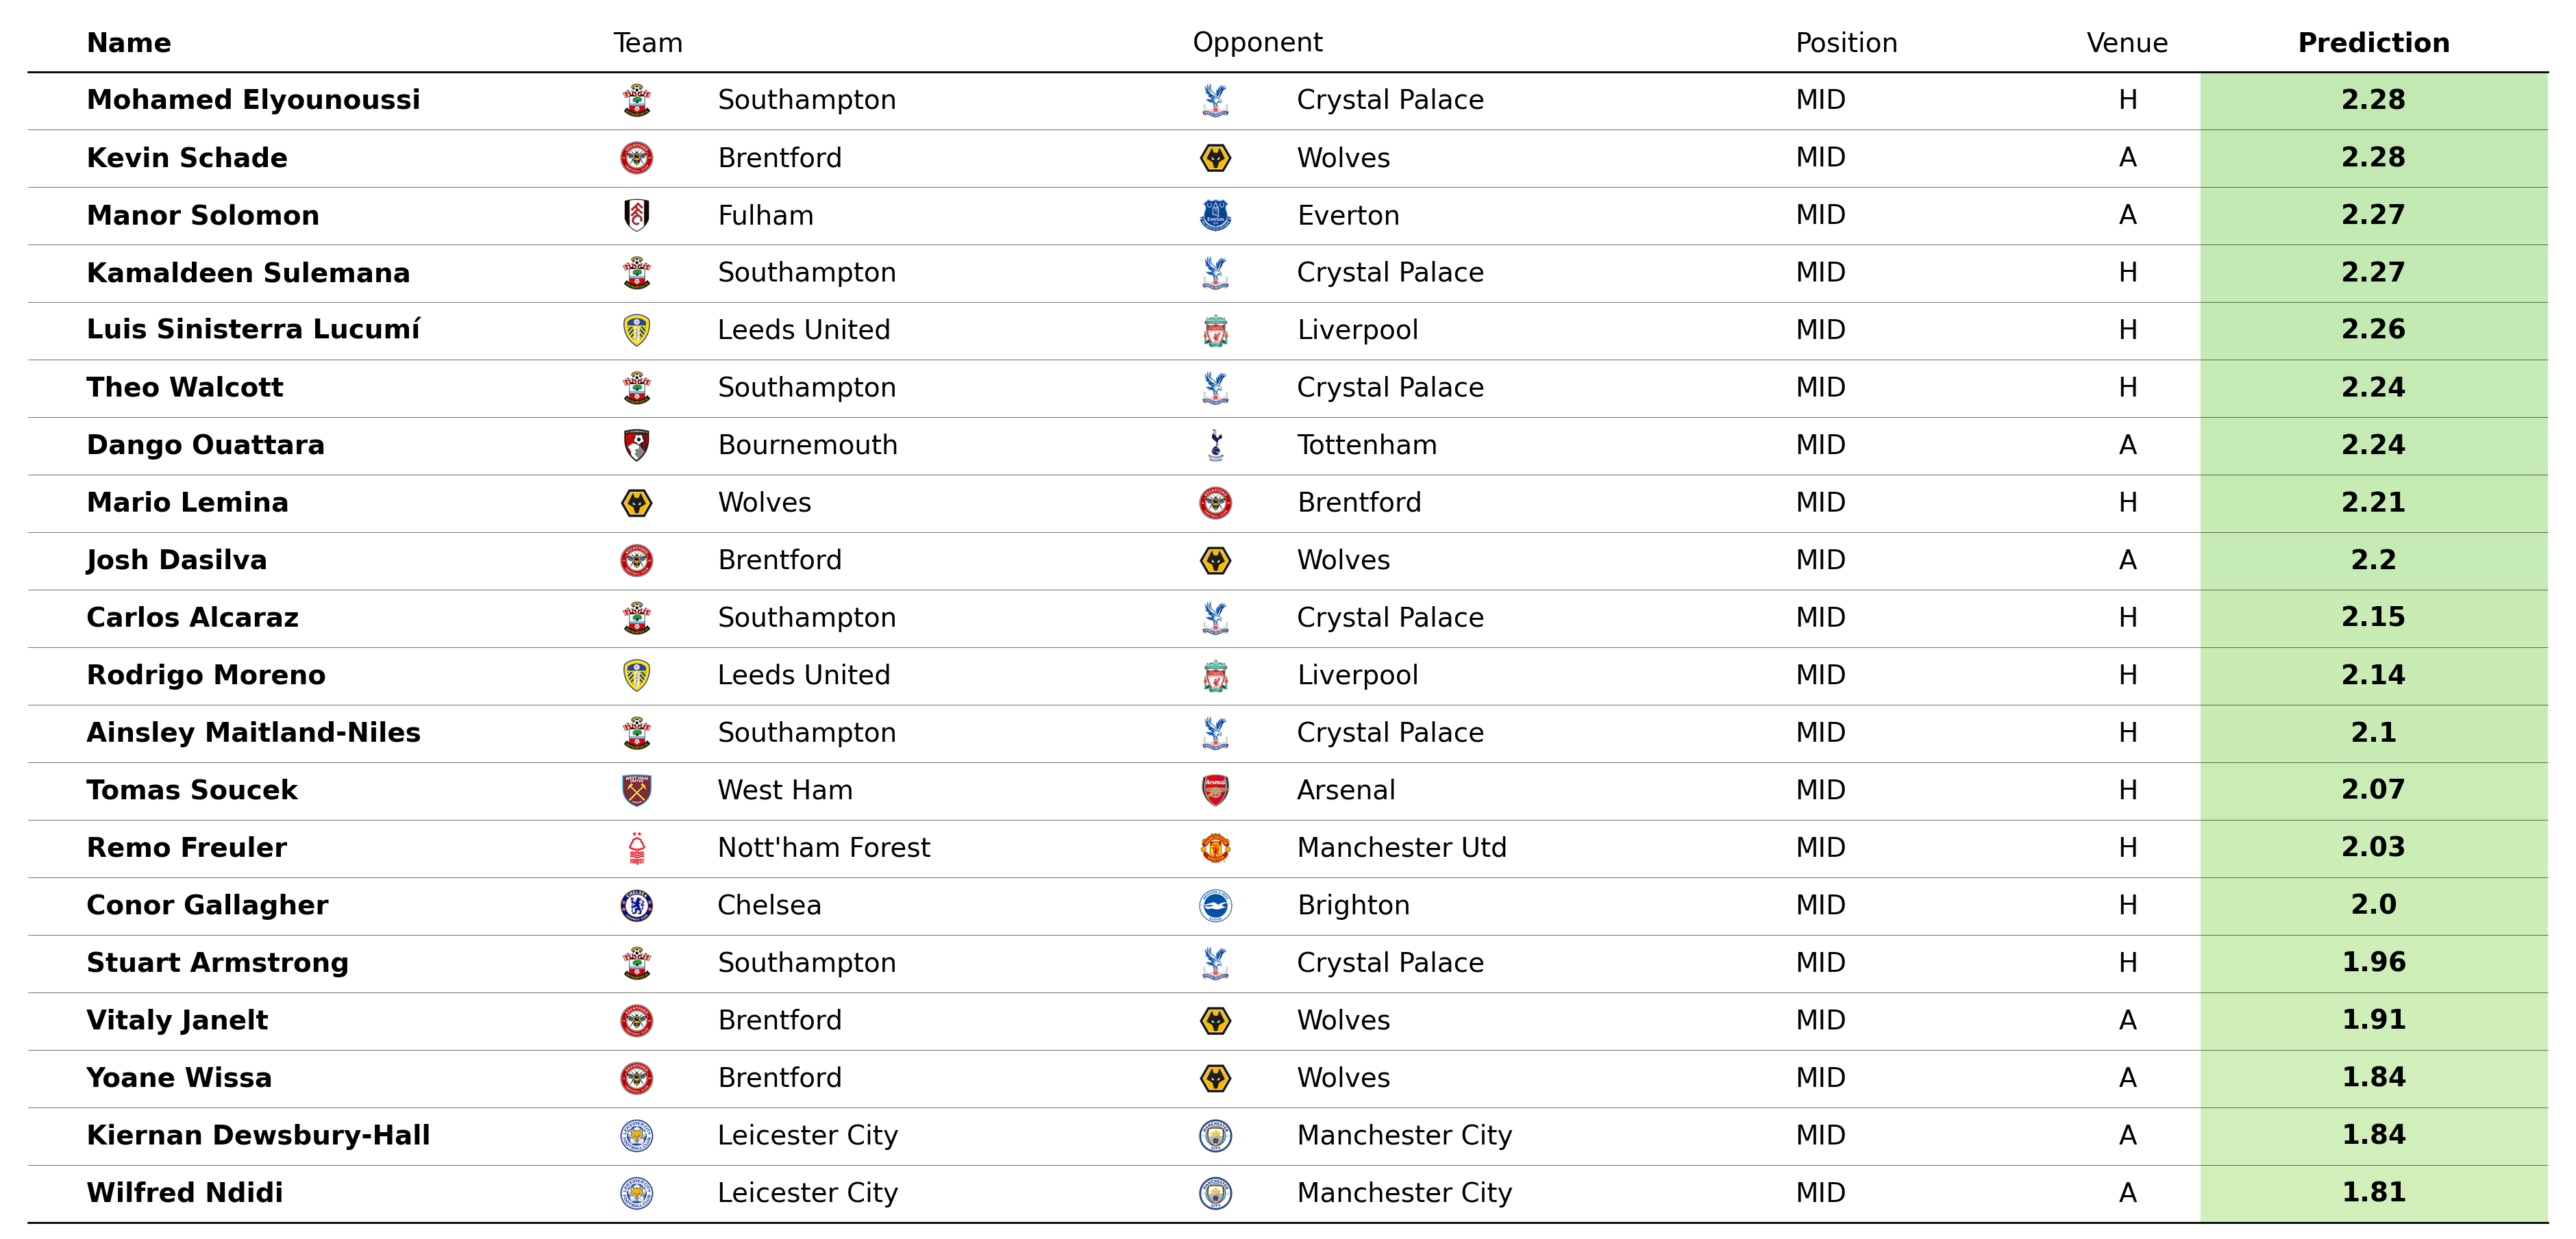 Name Team Opponent Position Venue Prediction
Mohamed Elyounoussi Southampton Crystal Palace MID H 2.28
Kevin Schade Brentford Wolves MID A 2.28
Manor Solomon Fulham Everton MID A 2.27
Kamaldeen Sulemana Southampton Crystal Palace MID H 2.27
Luis Sinisterra Lucumí Leeds United Liverpool MID H 2.26
Theo Walcott Southampton Crystal Palace MID H 2.24
Dango Ouattara Bournemouth Tottenham MID A 2.24
Mario Lemina Wolves Brentford MID H 2.21
Josh Dasilva Brentford Wolves MID A 2.2
Carlos Alcaraz Southampton Crystal Palace MID H 2.15
Rodrigo Moreno Leeds United Liverpool MID H 2.14
Ainsley Maitland-Niles Southampton Crystal Palace MID H 2.1
Tomas Soucek West Ham Arsenal MID H 2.07
Remo Freuler Nott'ham Forest Manchester Utd MID H 2.03
Conor Gallagher Chelsea Brighton MID H 2.0
Stuart Armstrong Southampton Crystal Palace MID H 1.96
Vitaly Janelt Brentford Wolves MID A 1.91
Yoane Wissa Brentford Wolves MID A 1.84
Kiernan Dewsbury-Hall Leicester City Manchester City MID A 1.84
Wilfred Ndidi Leicester City Manchester City MID A 1.81